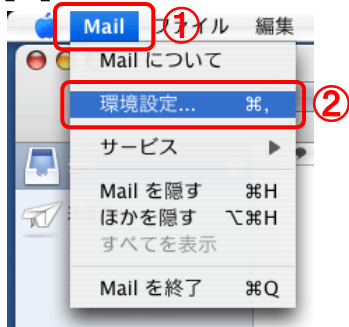 Mail ① ファイル 編集
Mail について
環境設定... ⌘, ②
サービス ▶
Mail を隠す ⌘H
ほかを隠す ⌥⌘H
すべてを表示
Mail を終了 ⌘Q